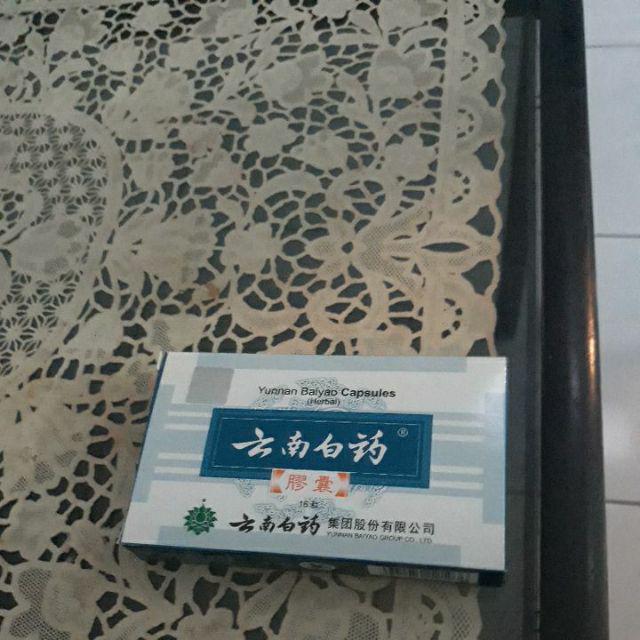 Yunnan Baiyao Capsules
(Herbal)
云南白药®
膠囊
16粒
云南白药集团股份有限公司
YUNNAN BAIYAO GROUP CO., LTD.